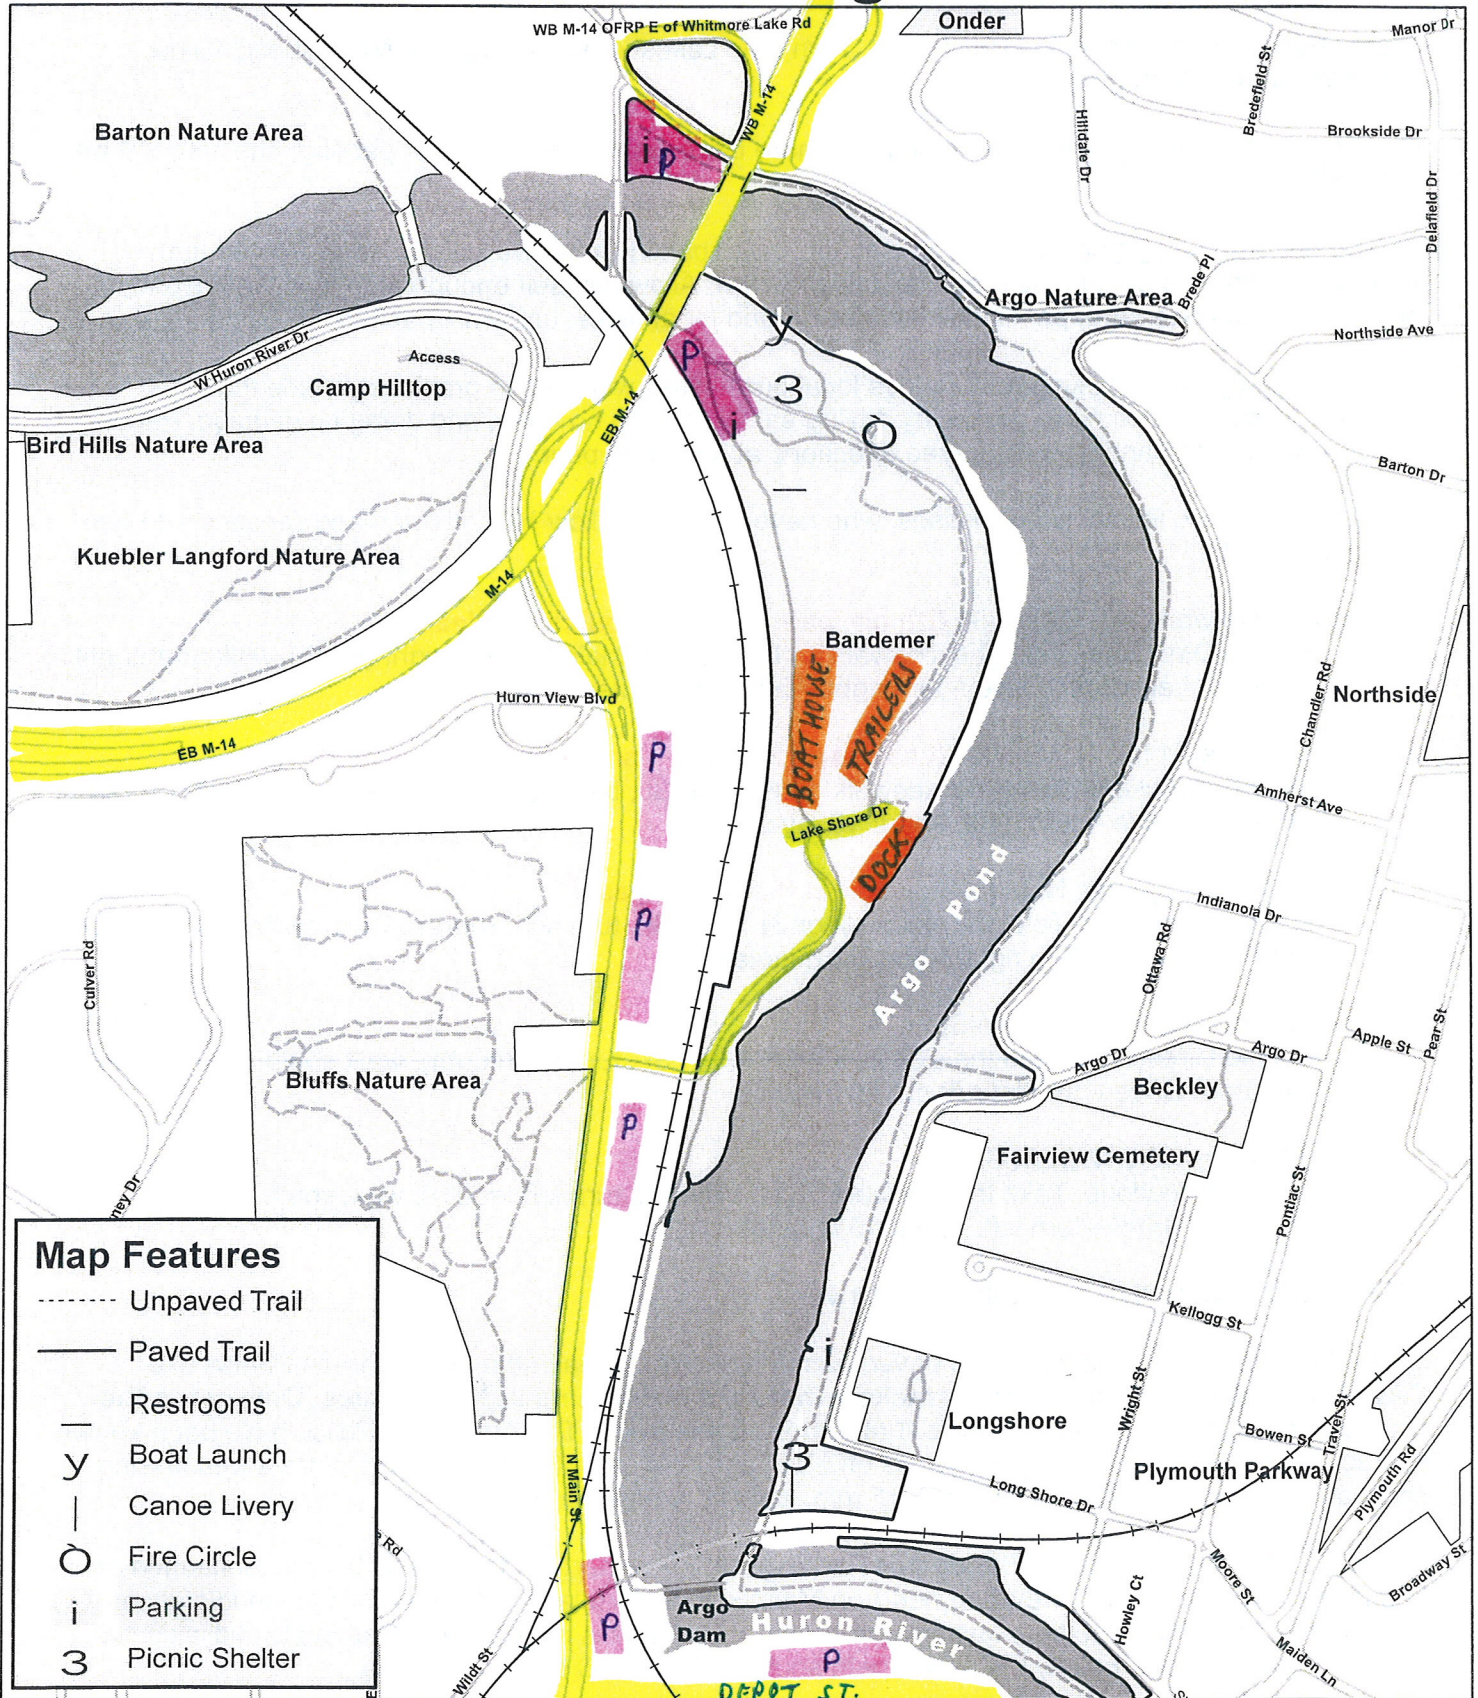 Onder
WB M-14 OFRP E of Whitmore Lake Rd
Manor Dr
Bredefield St
Barton Nature Area
WB M-14
Hilldale Dr
Brookside Dr
i P
Delafield Dr
Brede Pl
Argo Nature Area
y
Northside Ave
W Huron River Dr
Access
P
3
Camp Hilltop
EB M-14
i
Ò
Bird Hills Nature Area
Barton Dr
Kuebler Langford Nature Area
M-14
Bandemer
BOATHOUSE
TRAILERS
Chandler Rd
Northside
Huron View Blvd
EB M-14
P
Amherst Ave
Lake Shore Dr
DOCK
Argo Pond
P
Indianola Dr
Ottawa Rd
Culver Rd
Pear St
Apple St
Argo Dr
Argo Dr
Bluffs Nature Area
Beckley
P
Fairview Cemetery
ney Dr
Pontiac St
Map Features
Unpaved Trail
Paved Trail
Restrooms
y Boat Launch
Canoe Livery
Ò Fire Circle
i Parking
3 Picnic Shelter
Kellogg St
i
Wright St
Longshore
Bowen St
Traver St
3
Plymouth Parkway
Plymouth Rd
N Main St
Long Shore Dr
Rd
Moore St
Broadway St
Argo
Dam
Huron River
P
Howley Ct
Maiden Ln
Wildt St
P
DEPOT ST.